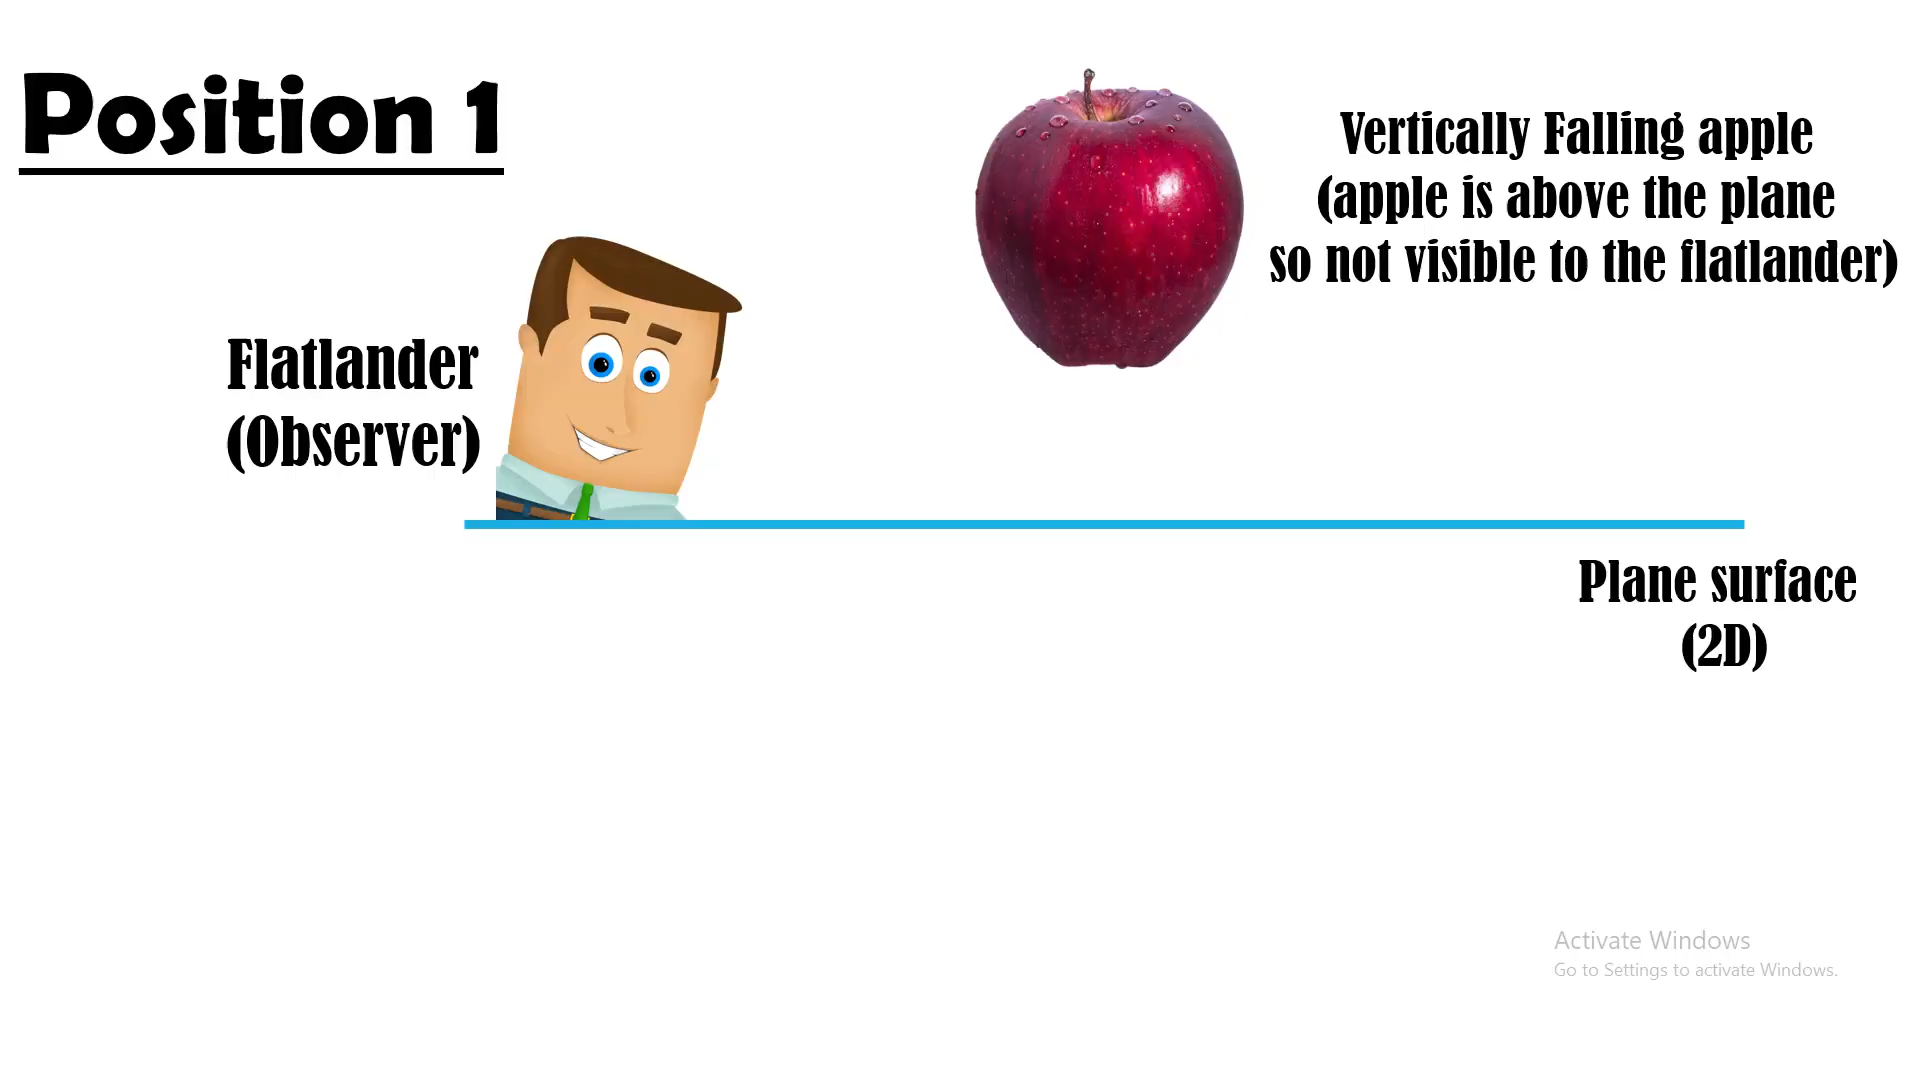 Position 1
Vertically Falling apple
(apple is above the plane
so not visible to the flatlander)
Flatlander
(Observer)
Plane surface
(2D)
Activate Windows
Go to Settings to activate Windows.